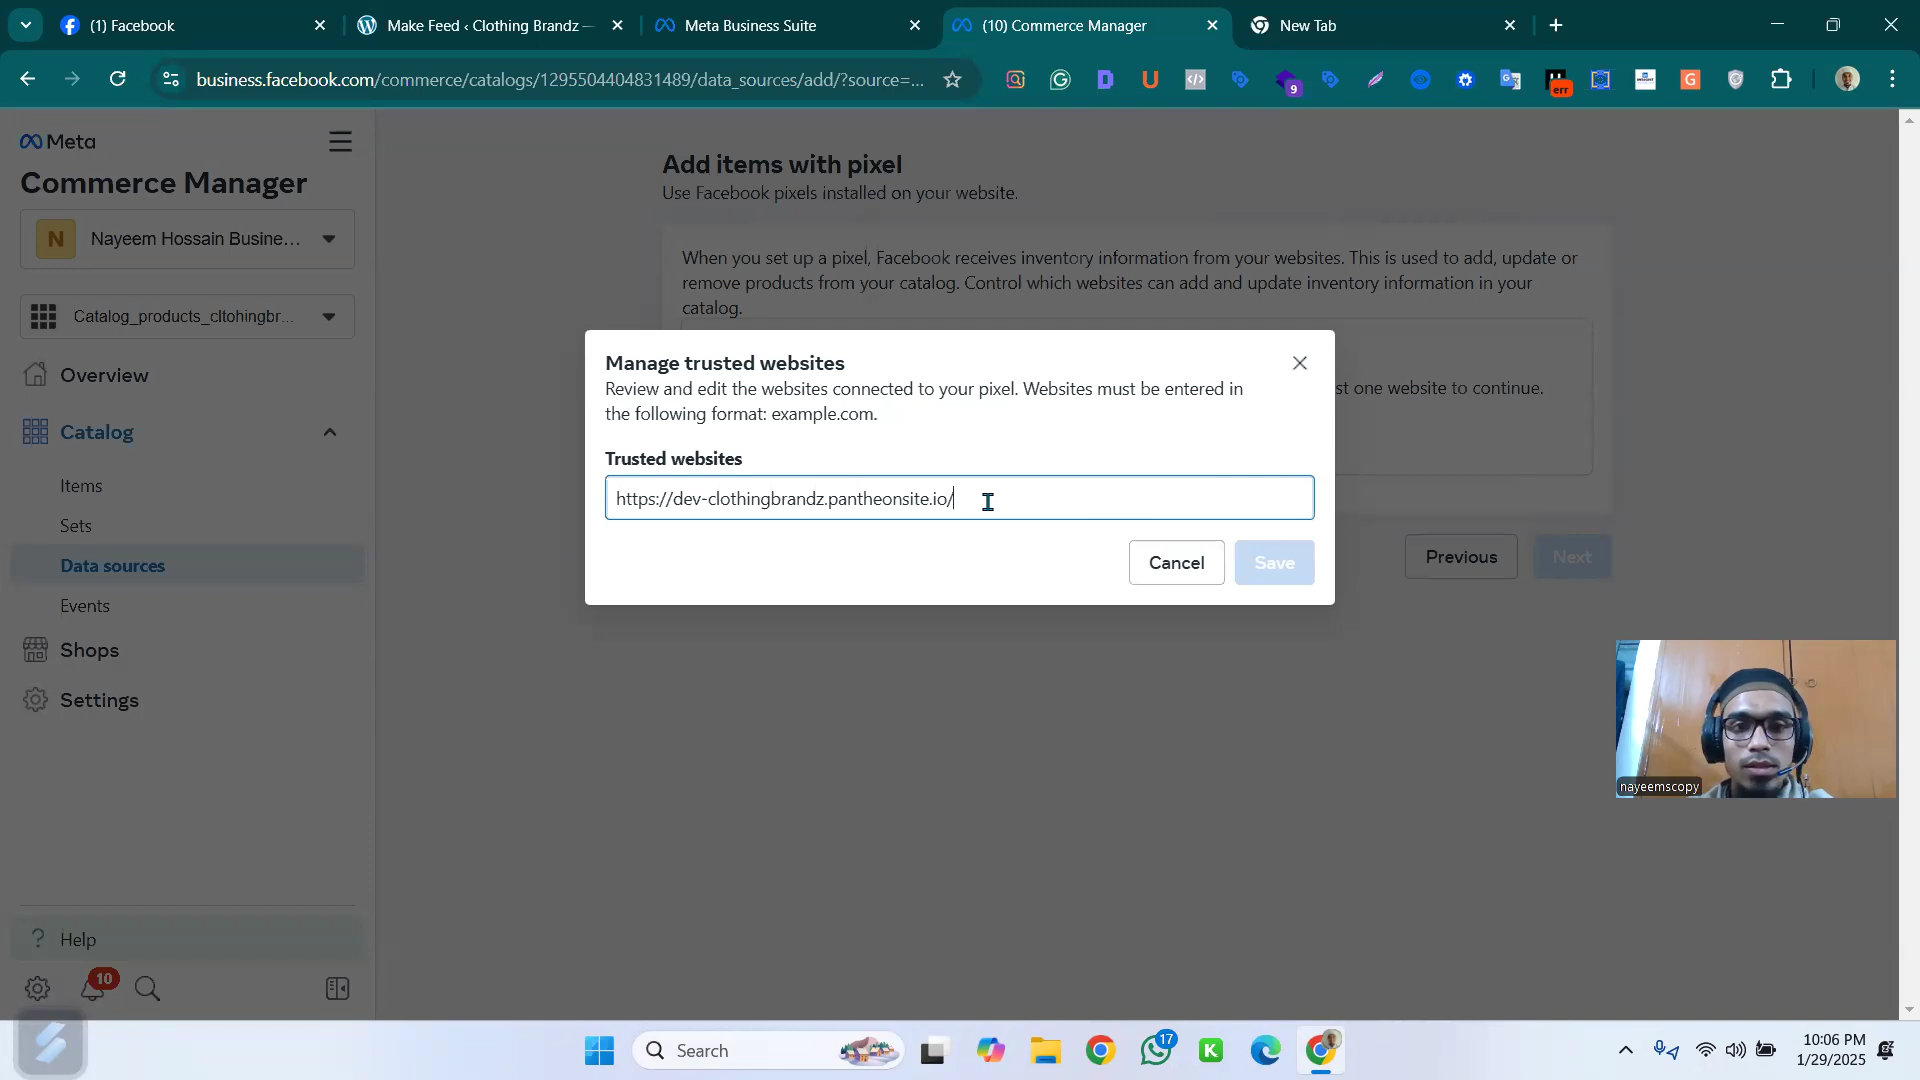 (1) Facebook
Make Feed ‹ Clothing Brandz —
Meta Business Suite
(10) Commerce Manager
New Tab
business.facebook.com/commerce/catalogs/1295504404831489/data_sources/add/?source=...
9
err
Meta
Commerce Manager
N
Nayeem Hossain Busine...
Catalog_products_cltohingbr...
Overview
Catalog
Items
Sets
Data sources
Events
Shops
Settings
Help
10
Add items with pixel
Use Facebook pixels installed on your website.
When you set up a pixel, Facebook receives inventory information from your websites. This is used to add, update or
remove products from your catalog. Control which websites can add and update inventory information in your
catalog.
st one website to continue.
Previous
Next
Manage trusted websites
Review and edit the websites connected to your pixel. Websites must be entered in
the following format: example.com.
Trusted websites
https://dev-clothingbrandz.pantheonsite.io/
Cancel
Save
nayeemscopy
Search
17
10:06 PM
1/29/2025